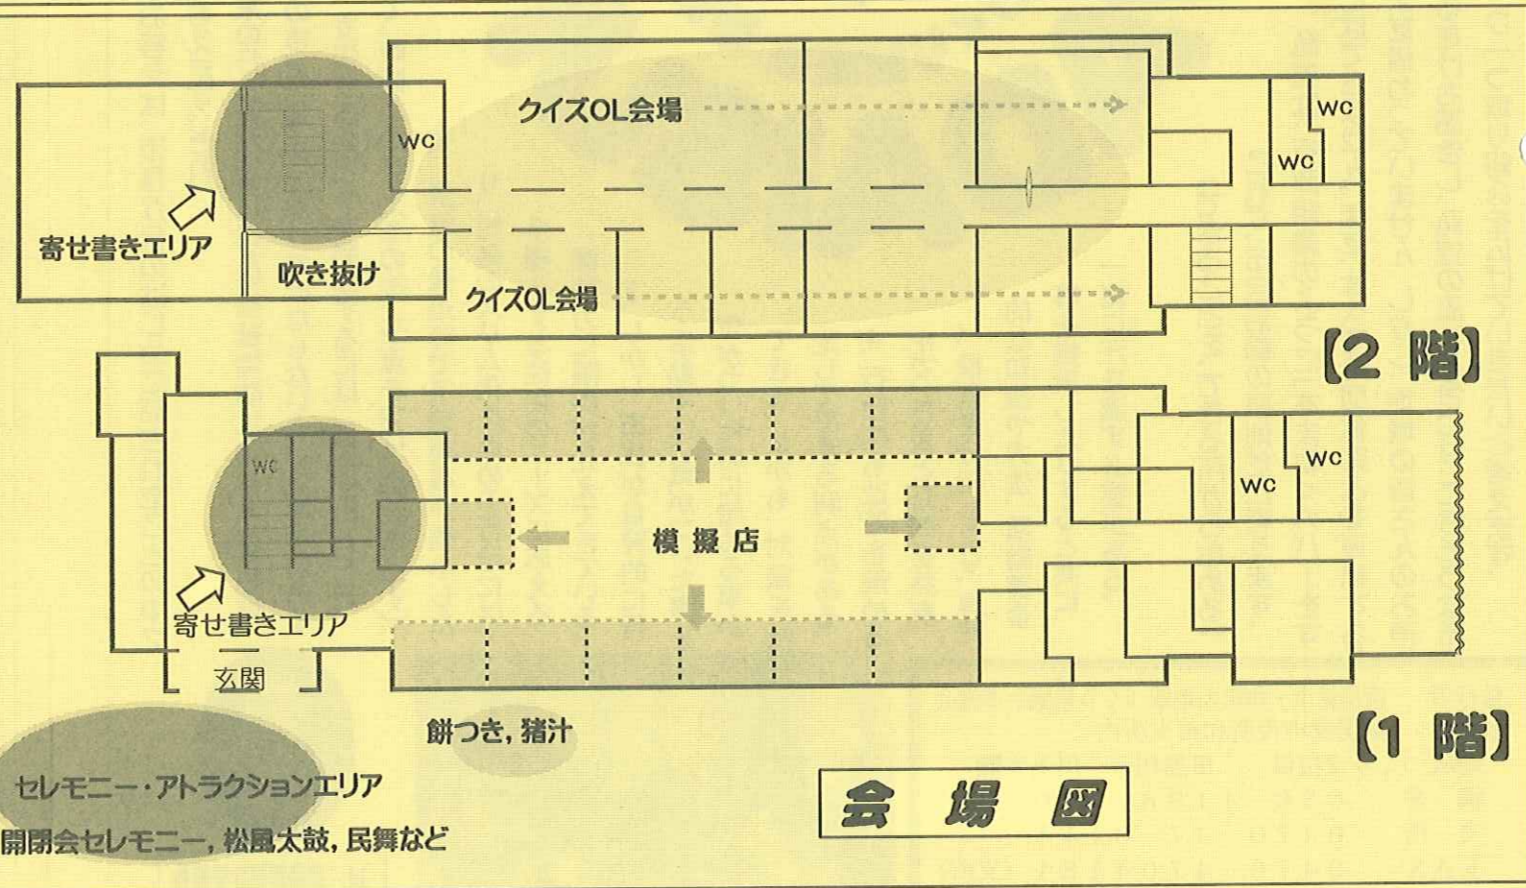 クイズOL会場
WC
WC
WC
寄せ書きエリア
吹き抜け
クイズOL会場
【2 階】
WC
WC
WC
模 擬 店
寄せ書きエリア
玄関
【1 階】
餅つき, 猪汁
セレモニー・アトラクションエリア
開閉会セレモニー, 松風太鼓, 民舞など
会 場 図